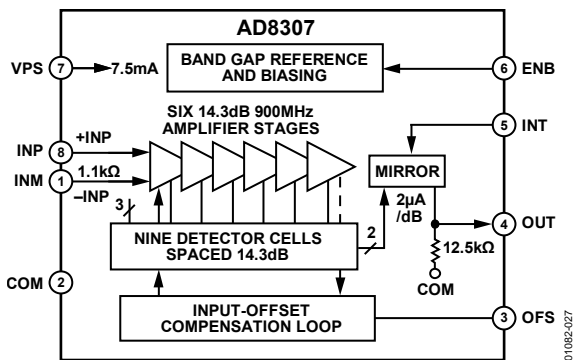 AD8307
VPS
7
7.5mA
BAND GAP REFERENCE
AND BIASING
6
ENB
SIX 14.3dB 900MHz
AMPLIFIER STAGES
5
INT
INP
8
+INP
MIRROR
INM
1
1.1kΩ
–INP
2µA
/dB
4
OUT
3
NINE DETECTOR CELLS
SPACED 14.3dB
2
12.5kΩ
COM
COM
2
INPUT-OFFSET
COMPENSATION LOOP
3
OFS
01082-027